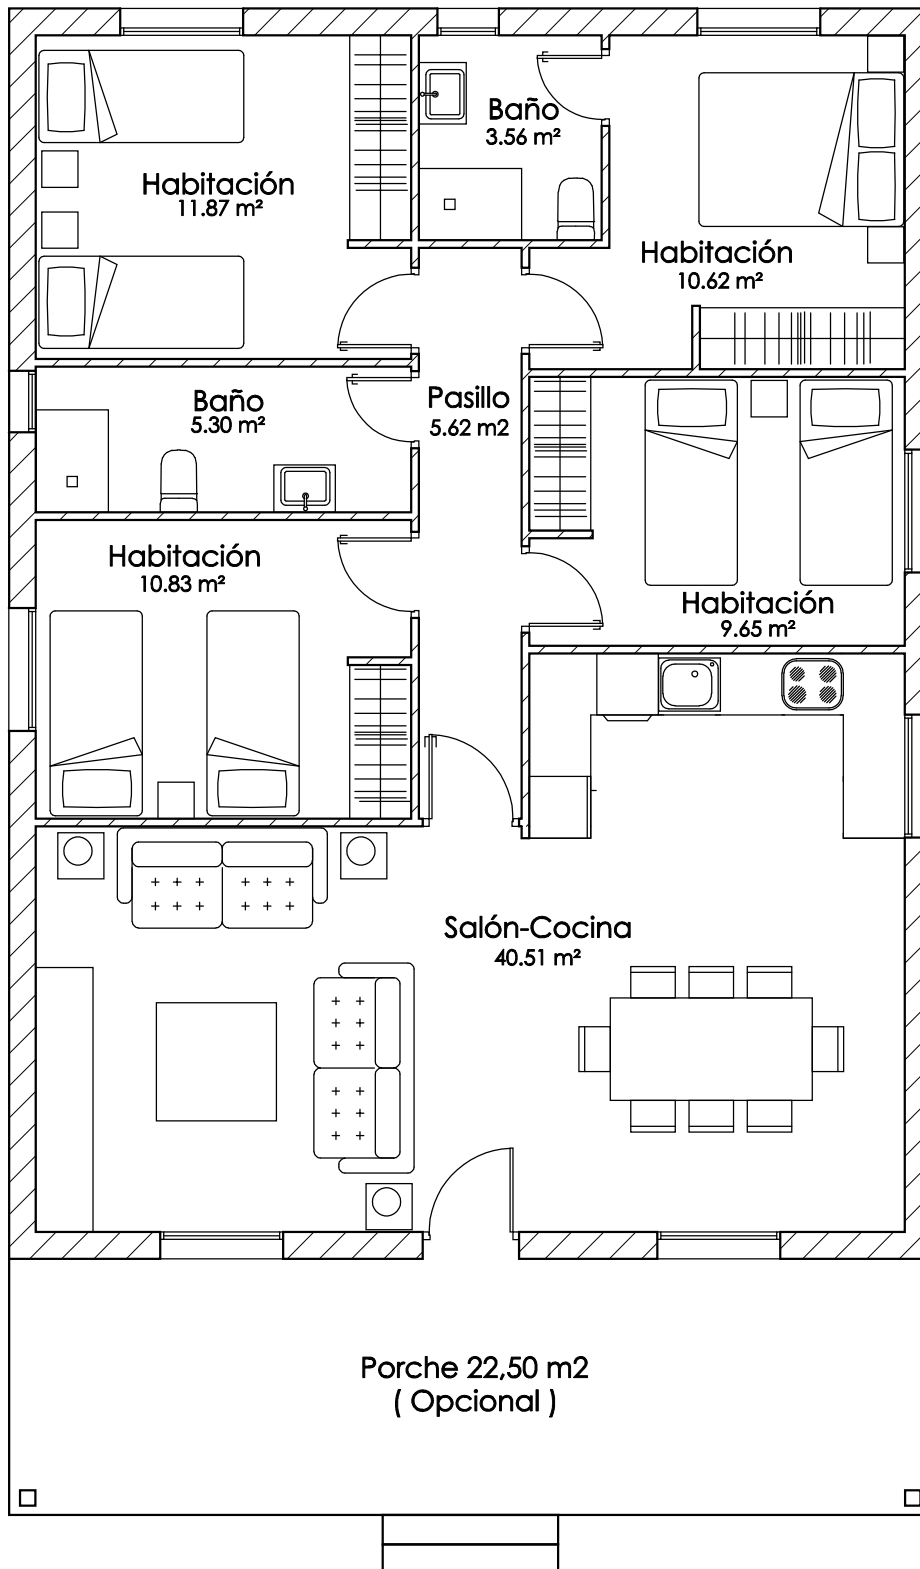 Baño
3.56 m²
Habitación
11.87 m²
Habitación
10.62 m²
Baño
5.30 m²
Pasillo
5.62 m2
Habitación
10.83 m²
Habitación
9.65 m²
Salón-Cocina
40.51 m²
Porche 22,50 m2
( Opcional )